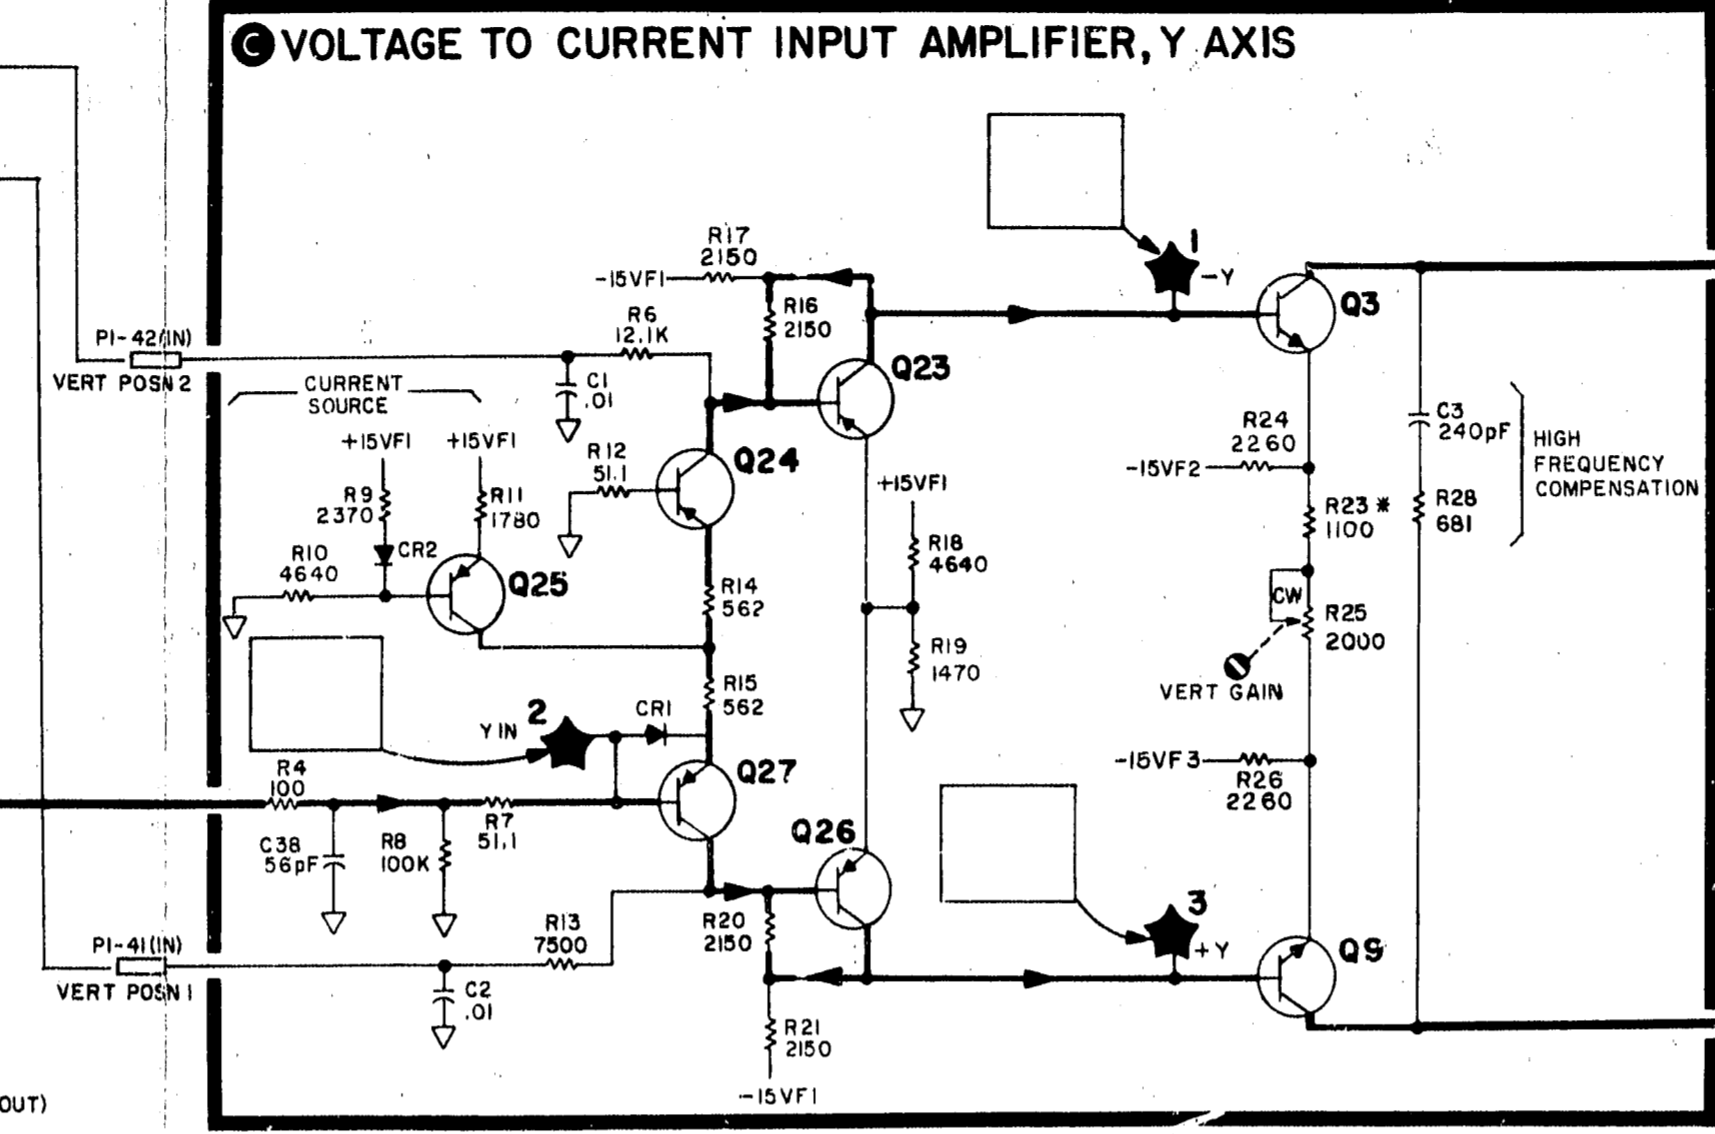 C VOLTAGE TO CURRENT INPUT AMPLIFIER, Y AXIS
R17
2150
-15VF1
1
-Y
Q3
R6
12.1K
R16
2150
P1-42(IN)
VERT POSN 2
CURRENT
SOURCE
C1
.01
Q23
+15VF1
+15VF1
R12
51.1
Q24
R24
2260
-15VF2
C3
240pF
HIGH
FREQUENCY
COMPENSATION
R9
2370
R11
1780
+15VF1
R23 *
1100
R28
681
R10
4640
CR2
Q25
R18
4640
R14
562
CW
R25
2000
R19
1470
R15
562
VERT GAIN
2
Y IN
CR1
-15VF3
R26
2260
R4
100
Q27
C38
56pF
R8
100K
R7
51.1
Q26
3
+Y
Q9
P1-41(IN)
VERT POSN 1
R13
7500
R20
2150
C2
.01
R21
2150
-15VF1
OUT)